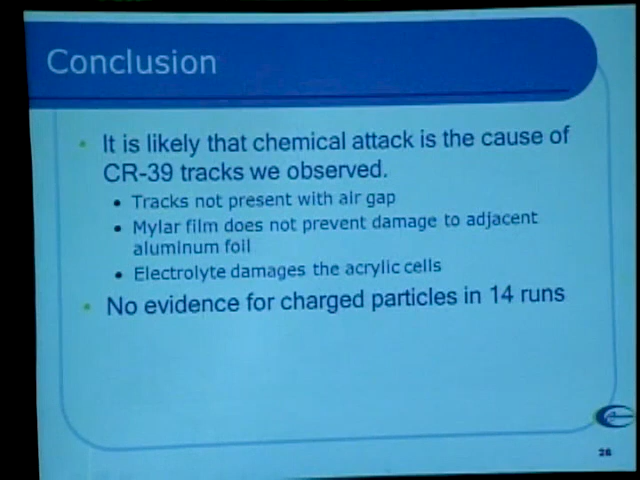 Conclusion
It is likely that chemical attack is the cause of
CR-39 tracks we observed.
Tracks not present with air gap
Mylar film does not prevent damage to adjacent
aluminum foil
Electrolyte damages the acrylic cells
No evidence for charged particles in 14 runs
26